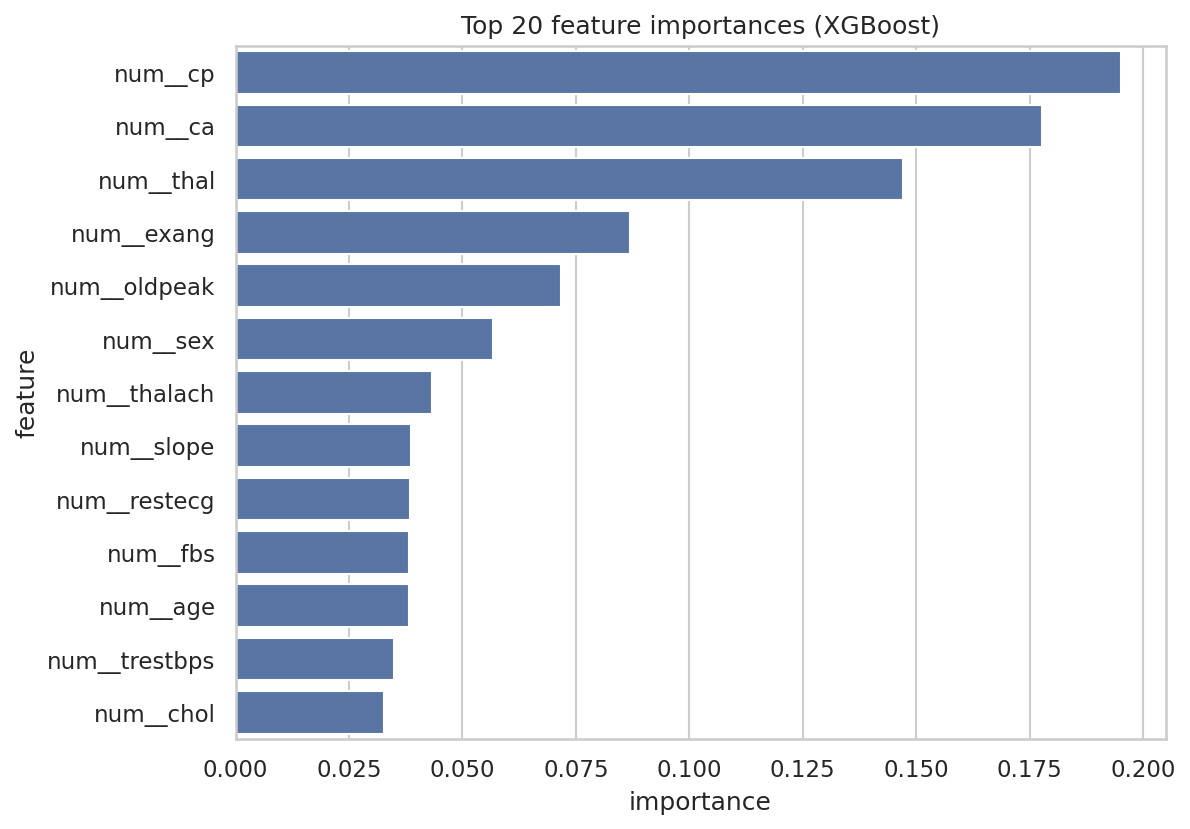 Top 20 feature importances (XGBoost)
num__cp
num__ca
num__thal
num__exang
num__oldpeak
num__sex
num__thalach
num__slope
num__restecg
num__fbs
num__age
num__trestbps
num__chol
feature
0.000 0.025 0.050 0.075 0.100 0.125 0.150 0.175 0.200
importance